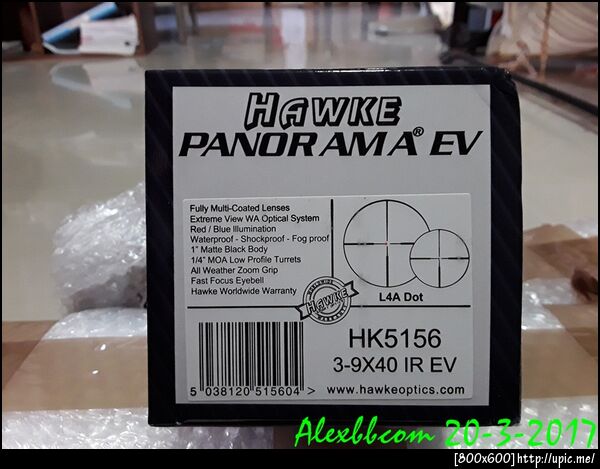 HAWKE
PANORAMA® EV
Fully Multi-Coated Lenses
Extreme View WA Optical System
Red / Blue Illumination
Waterproof - Shockproof - Fog proof
1" Matte Black Body
1/4" MOA Low Profile Turrets
All Weather Zoom Grip
Fast Focus Eyebell
Hawke Worldwide Warranty
HAWKE
L4A Dot
HK5156
3-9X40 IR EV
5 038120 515604 >
www.hawkeoptics.com
Alexbbcom 20-3-2017
[800x600]http://upic.me/